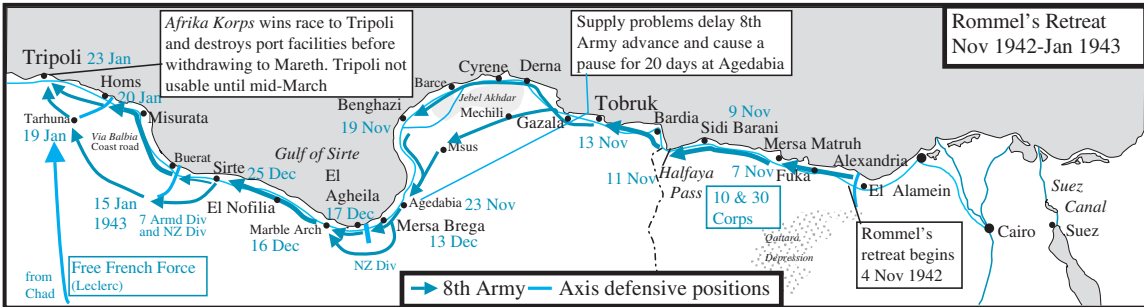 Rommel's Retreat
Nov 1942-Jan 1943
Afrika Korps wins race to Tripoli
and destroys port facilities before
withdrawing to Mareth. Tripoli not
usable until mid-March
Supply problems delay 8th
Army advance and cause a
pause for 20 days at Agedabia
Tripoli
23 Jan
Homs
20 Jan
Misurata
Tarhuna
19 Jan
Via Balbia
Coast road
Buerat
Sirte
25 Dec
Gulf of Sirte
15 Jan
1943
7 Armd Div
and NZ Div
El Nofilia
El
Agheila
17 Dec
Marble Arch
16 Dec
Mersa Brega
13 Dec
NZ Div
Agedabia
23 Nov
Msus
Benghazi
19 Nov
Barce
Cyrene
Derna
Jebel Akhdar
Mechili
Gazala
Tobruk
13 Nov
Bardia
11 Nov
Halfaya
Pass
Sidi Barani
9 Nov
Mersa Matruh
7 Nov
Fuka
10 & 30
Corps
Alexandria
El
Alamein
Qattara
Depression
Rommel's
retreat begins
4 Nov 1942
Cairo
Suez
Canal
Suez
from
Chad
Free French Force
(Leclerc)
8th Army
Axis defensive positions